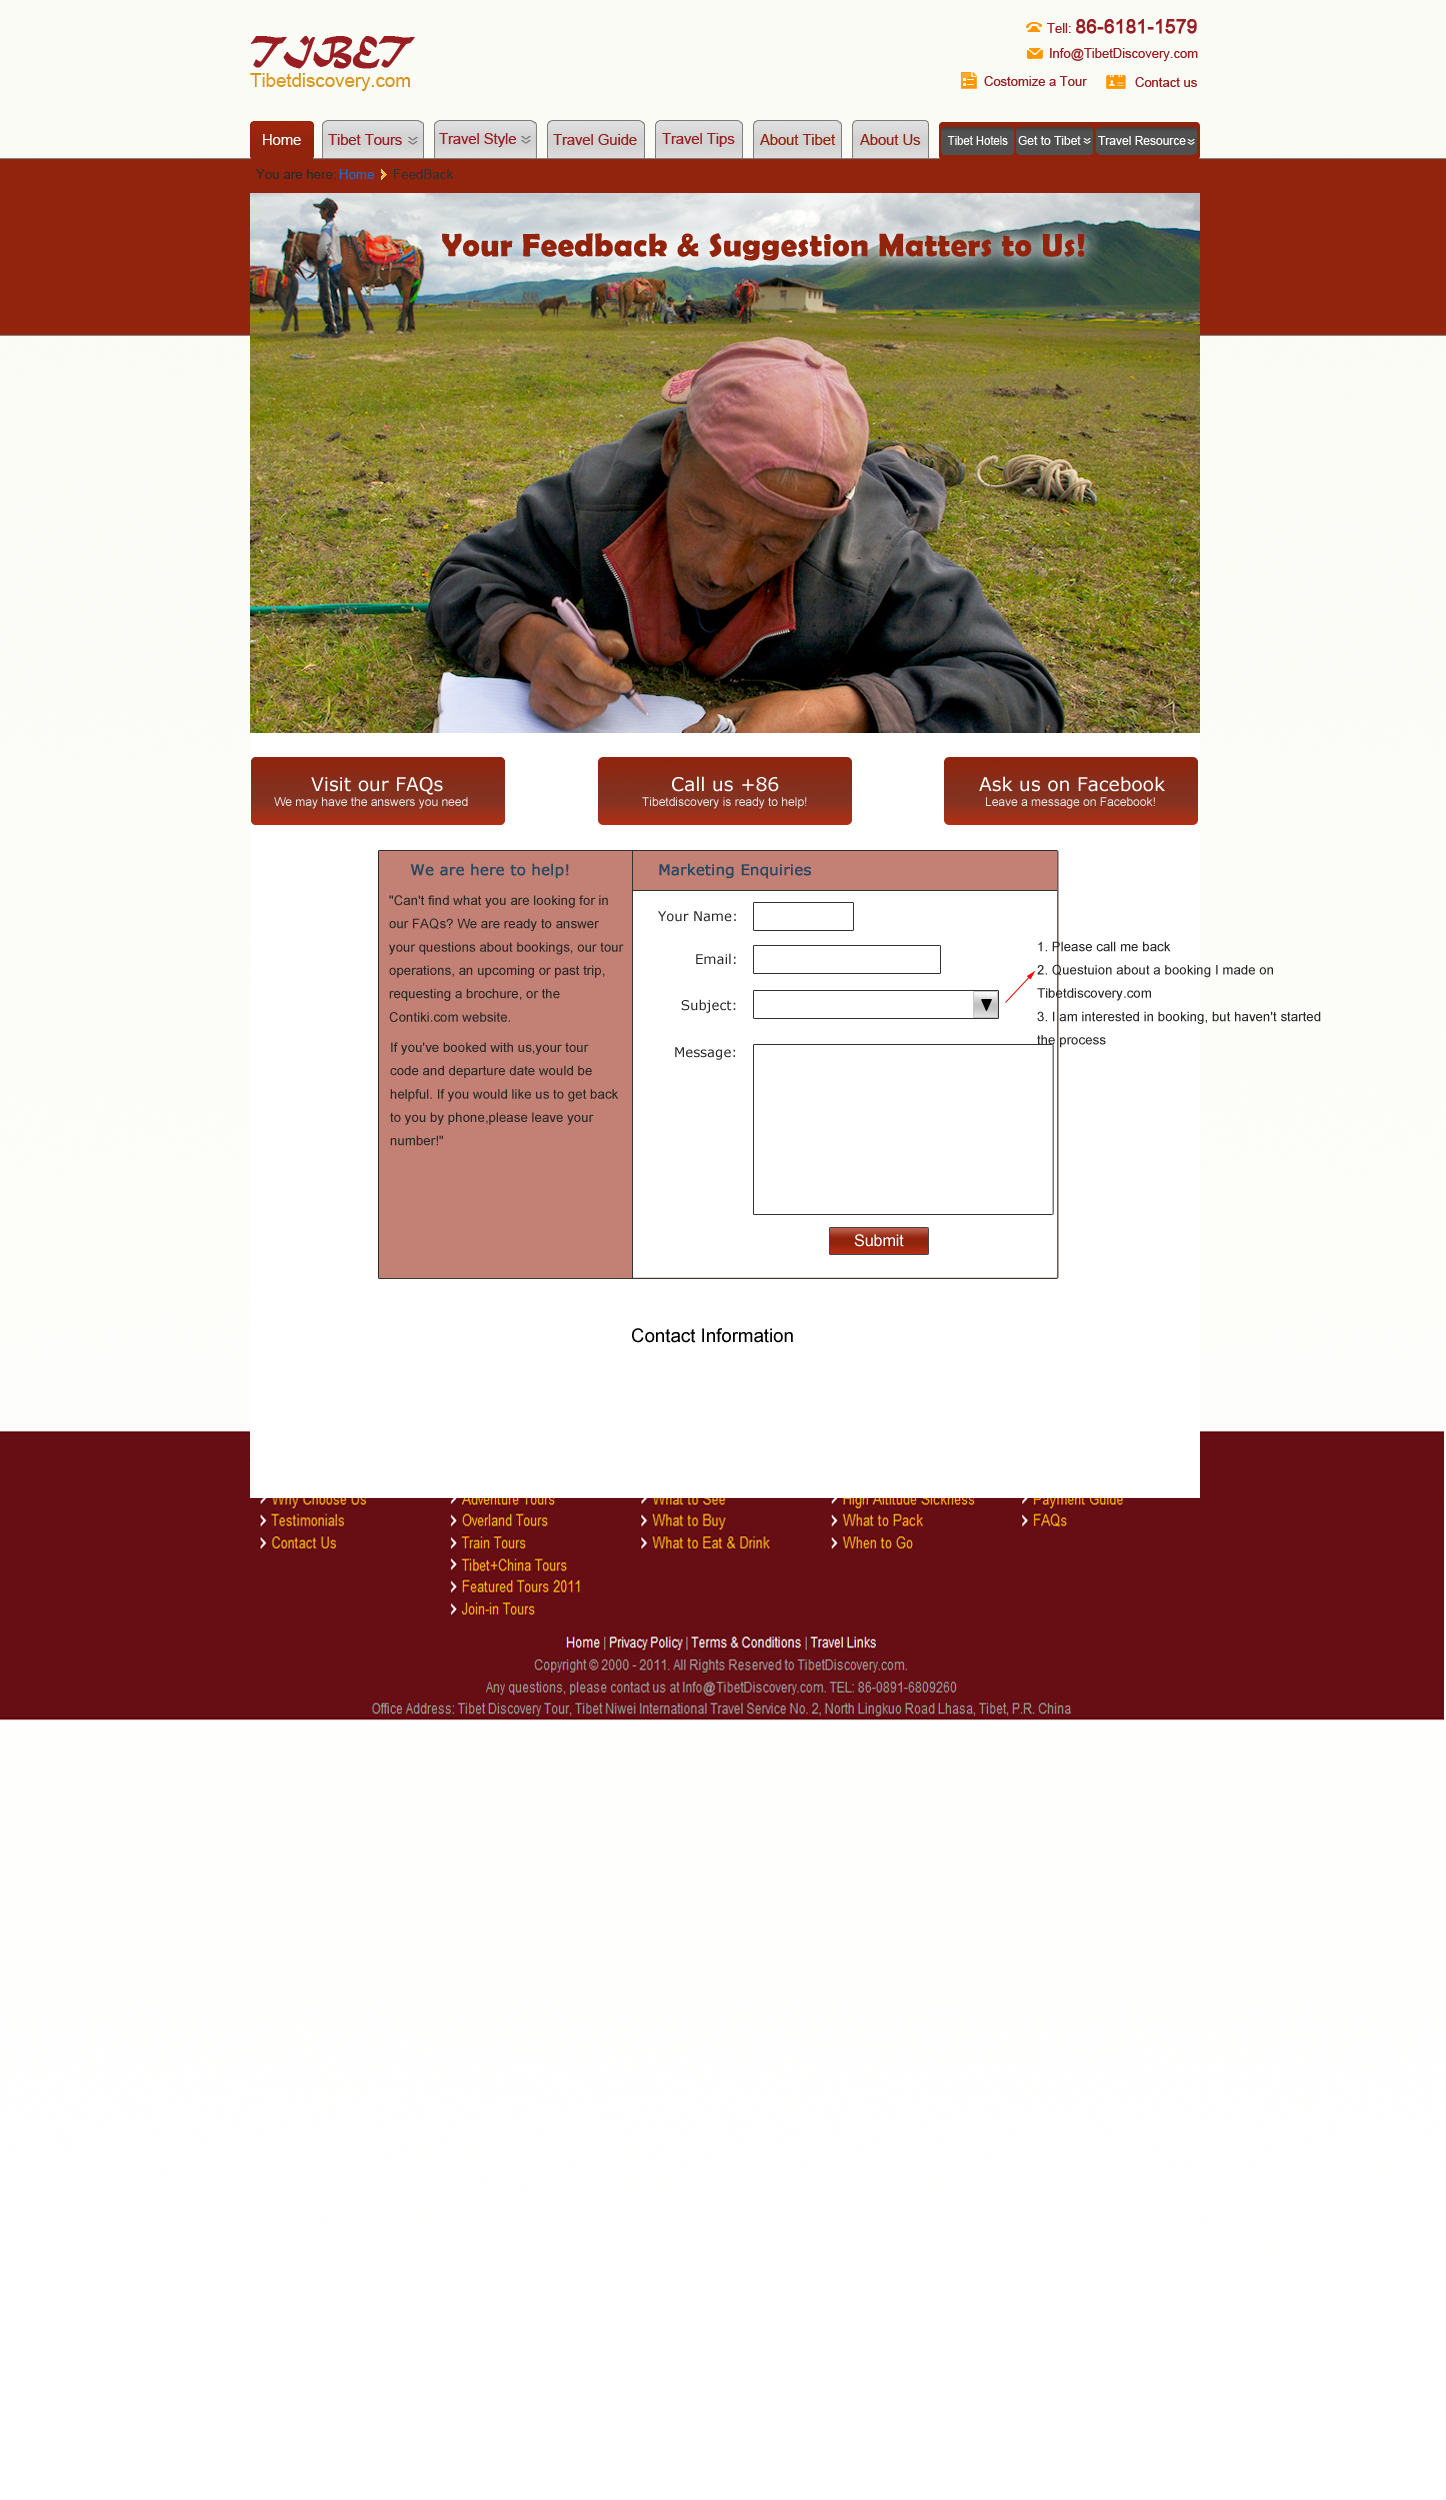 TIBET
Tibetdiscovery.com
Tell: 86-6181-1579
Info@TibetDiscovery.com
Costomize a Tour Contact us
Home Tibet Tours Travel Style Travel Guide Travel Tips About Tibet About Us Tibet Hotels Get to Tibet Travel Resource
You are here: Home FeedBack
Your Feedback & Suggestion Matters to Us!
Visit our FAQs
We may have the answers you need
Call us +86
Tibetdiscovery is ready to help!
Ask us on Facebook
Leave a message on Facebook!
We are here to help!
"Can't find what you are looking for in
our FAQs? We are ready to answer
your questions about bookings, our tour
operations, an upcoming or past trip,
requesting a brochure, or the
Contiki.com website.
If you've booked with us,your tour
code and departure date would be
helpful. If you would like us to get back
to you by phone,please leave your
number!"
Marketing Enquiries
Your Name:
Email:
Subject:
Message:
Submit
1. Please call me back
2. Questuion about a booking I made on
Tibetdiscovery.com
3. I am interested in booking, but haven't started
the process
Contact Information
Why Choose Us Adventure Tours What to See High Altitude Sickness Payment Guide
Testimonials Overland Tours What to Buy What to Pack FAQs
Contact Us Train Tours What to Eat & Drink When to Go
Tibet+China Tours
Featured Tours 2011
Join-in Tours
Home | Privacy Policy | Terms & Conditions | Travel Links
Copyright © 2000 - 2011. All Rights Reserved to TibetDiscovery.com.
Any questions, please contact us at Info@TibetDiscovery.com. TEL: 86-0891-6809260
Office Address: Tibet Discovery Tour, Tibet Niwei International Travel Service No. 2, North Lingkuo Road Lhasa, Tibet, P.R. China